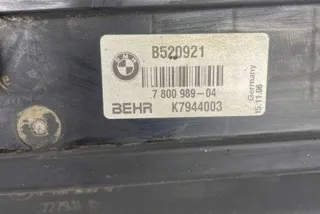 B520921
7 800 989-04
BEHR K7944003
Germany
15.11.06